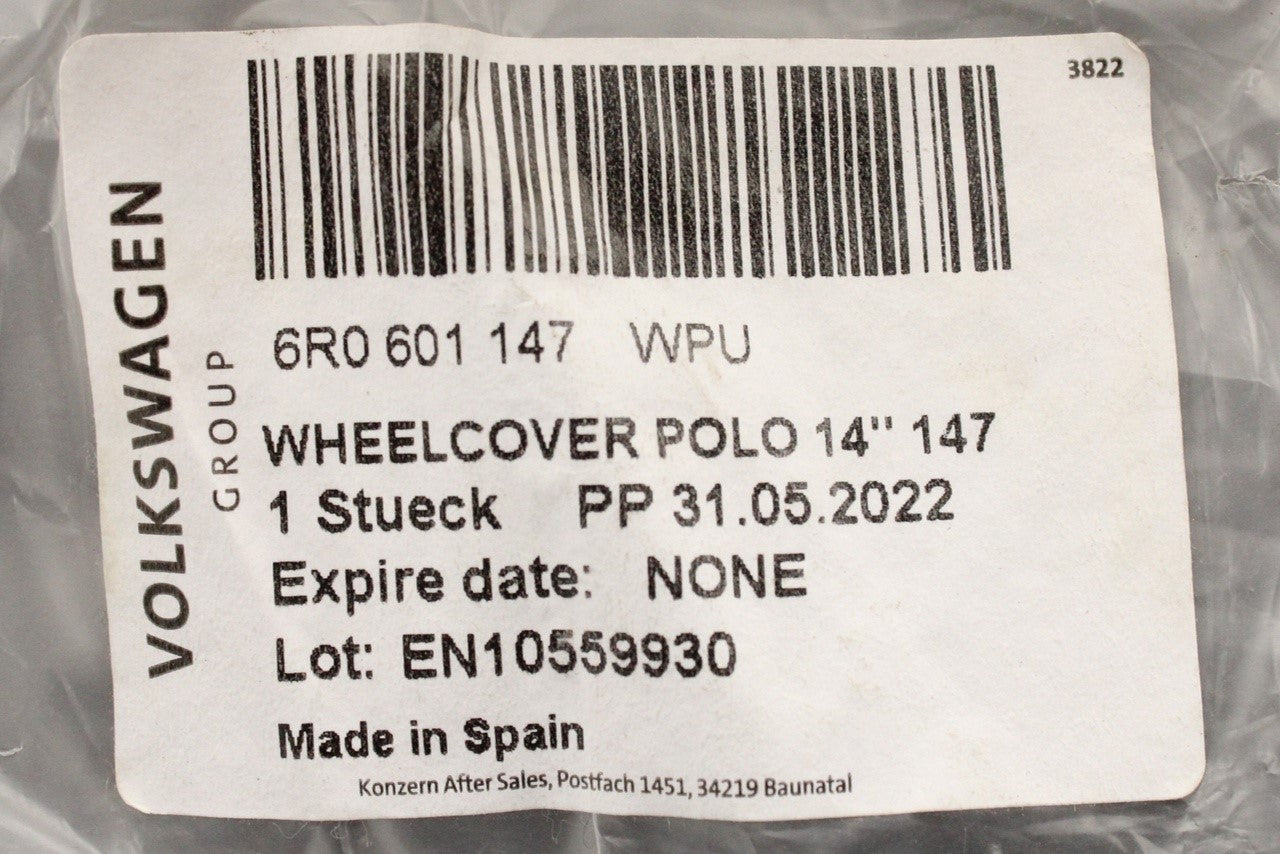 3822
VOLKSWAGEN
GROUP
6R0 601 147 WPU
WHEELCOVER POLO 14" 147
1 Stueck PP 31.05.2022
Expire date: NONE
Lot: EN10559930
Made in Spain
Konzern After Sales, Postfach 1451, 34219 Baunatal